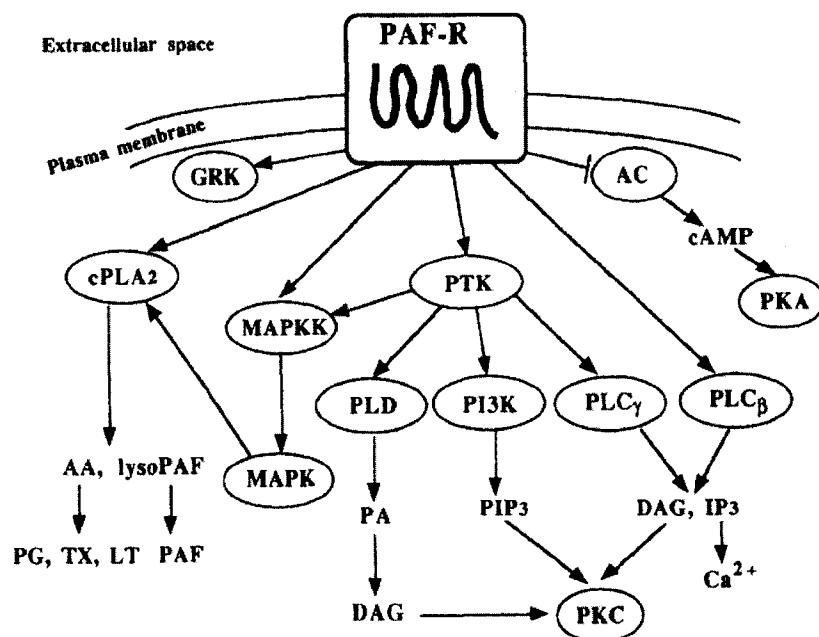 Extracellular space
PAF-R
Plasma membrane
GRK
AC
cAMP
cPLA2
PTK
PKA
MAPKK
PLD
PI3K
PLCγ
PLCβ
AA, lysoPAF
MAPK
PA
PIP3
DAG, IP3
PG, TX, LT PAF
Ca2+
DAG
PKC